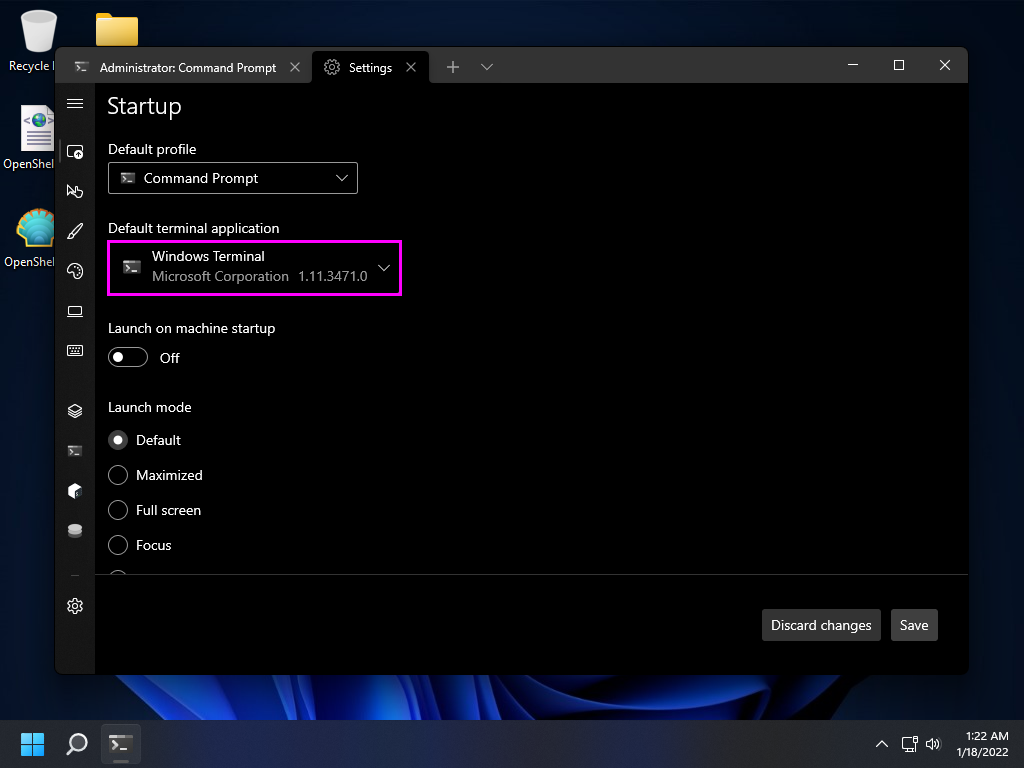 Recycle
OpenShel
OpenShel
Administrator: Command Prompt
Settings
Startup
Default profile
Command Prompt
Default terminal application
Windows Terminal
Microsoft Corporation 1.11.3471.0
Launch on machine startup
Off
Launch mode
Default
Maximized
Full screen
Focus
Discard changes
Save
1:22 AM
1/18/2022